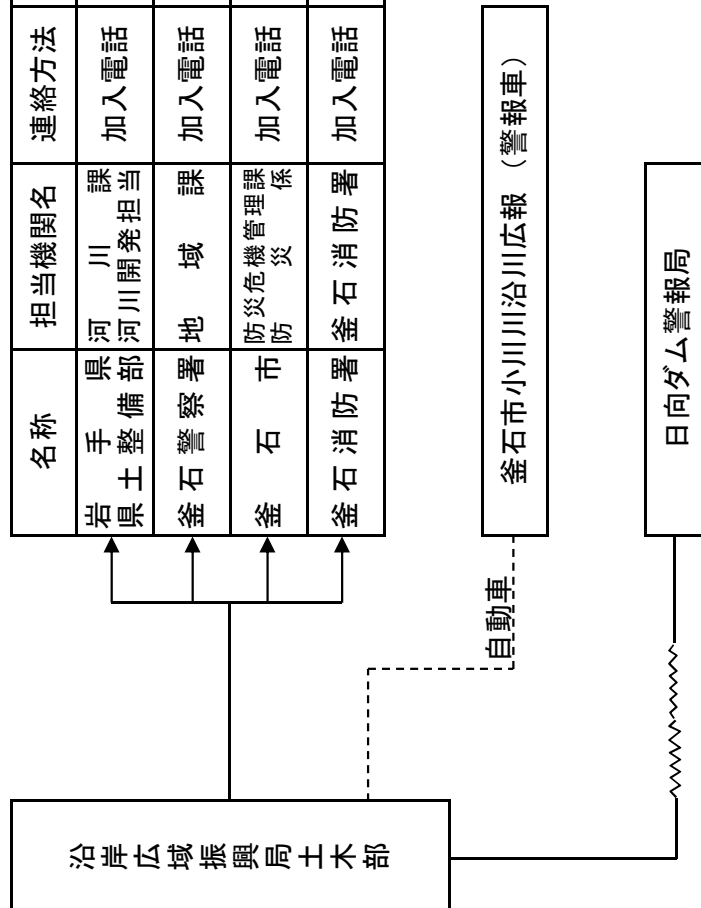 沿岸広域振興局土木部
名称 担当機関名 連絡方法
岩手県
県土整備部
河川課
河川開発担当
加入電話
釜石警察署 地域課 加入電話
釜石市
防災危機管理課
防災係
加入電話
釜石消防署 釜石消防署 加入電話
自動車
釜石市小川川沿川広報（警報車）
日向ダム警報局